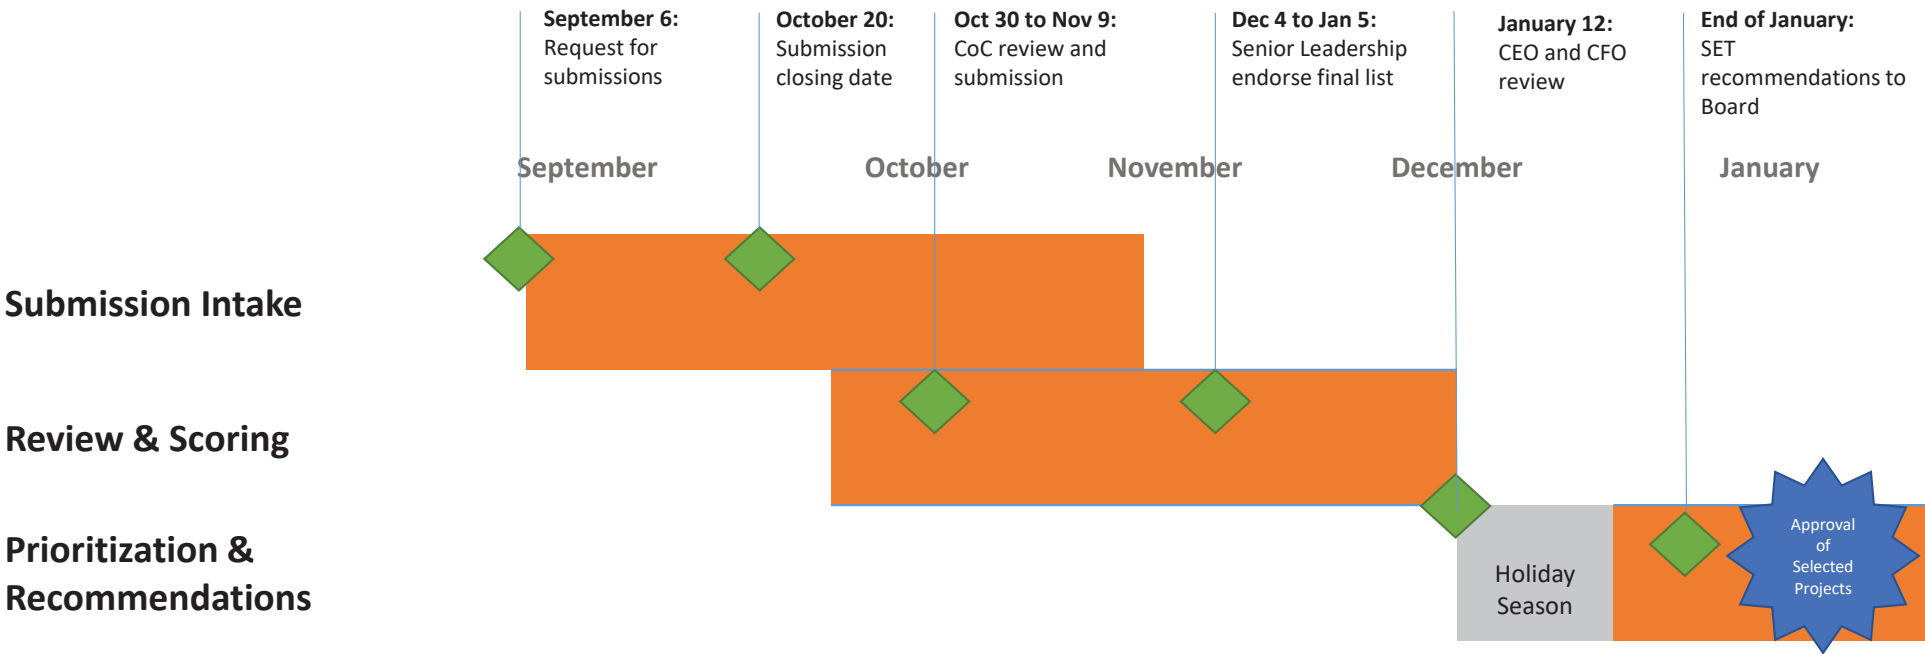 September 6:
Request for
submissions
October 20:
Submission
closing date
Oct 30 to Nov 9:
CoC review and
submission
Dec 4 to Jan 5:
Senior Leadership
endorse final list
January 12:
CEO and CFO
review
End of January:
SET
recommendations to
Board
September
October
November
December
January
Submission Intake
Review & Scoring
Prioritization &
Recommendations
Holiday
Season
Approval
of
Selected
Projects